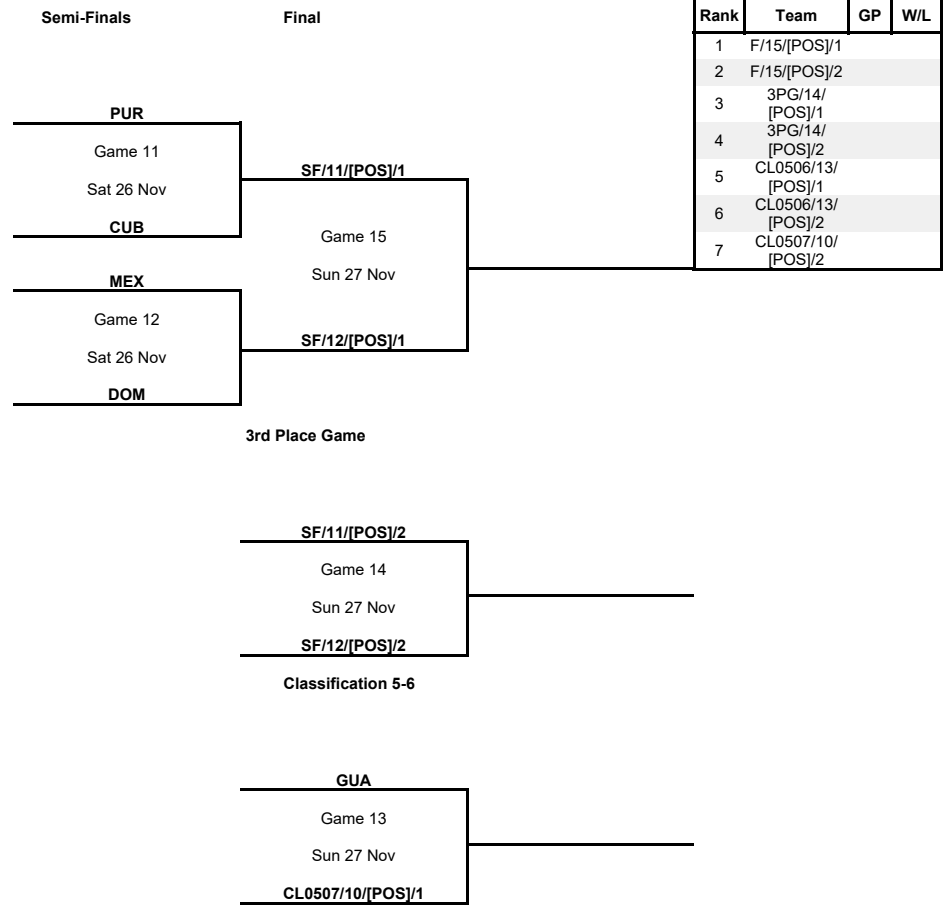 Semi-Finals
Final
PUR
Game 11
Sat 26 Nov
CUB
MEX
Game 12
Sat 26 Nov
DOM
SF/11/[POS]/1
Game 15
Sun 27 Nov
SF/12/[POS]/1
3rd Place Game
SF/11/[POS]/2
Game 14
Sun 27 Nov
SF/12/[POS]/2
Classification 5-6
GUA
Game 13
Sun 27 Nov
CL0507/10/[POS]/1
Rank Team GP W/L
1 F/15/[POS]/1
2 F/15/[POS]/2
3 3PG/14/
[POS]/1
4 3PG/14/
[POS]/2
5 CL0506/13/
[POS]/1
6 CL0506/13/
[POS]/2
7 CL0507/10/
[POS]/2